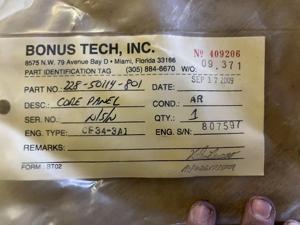 BONUS TECH, INC. No 409206
8575 N.W. 79 Avenue Bay D • Miami, Florida 33166 09,371
PART IDENTIFICATION TAG (305) 884-6670 W.O.
PART NO.: 228-50114-801 DATE: SEP 17 2009
DESC.: CORE PANEL COND.: AR
SER. NO.: N/S/N QTY.: 1
ENG. TYPE: CF34-3A1 ENG. S/N: 807597
REMARKS:
FORM: BT02